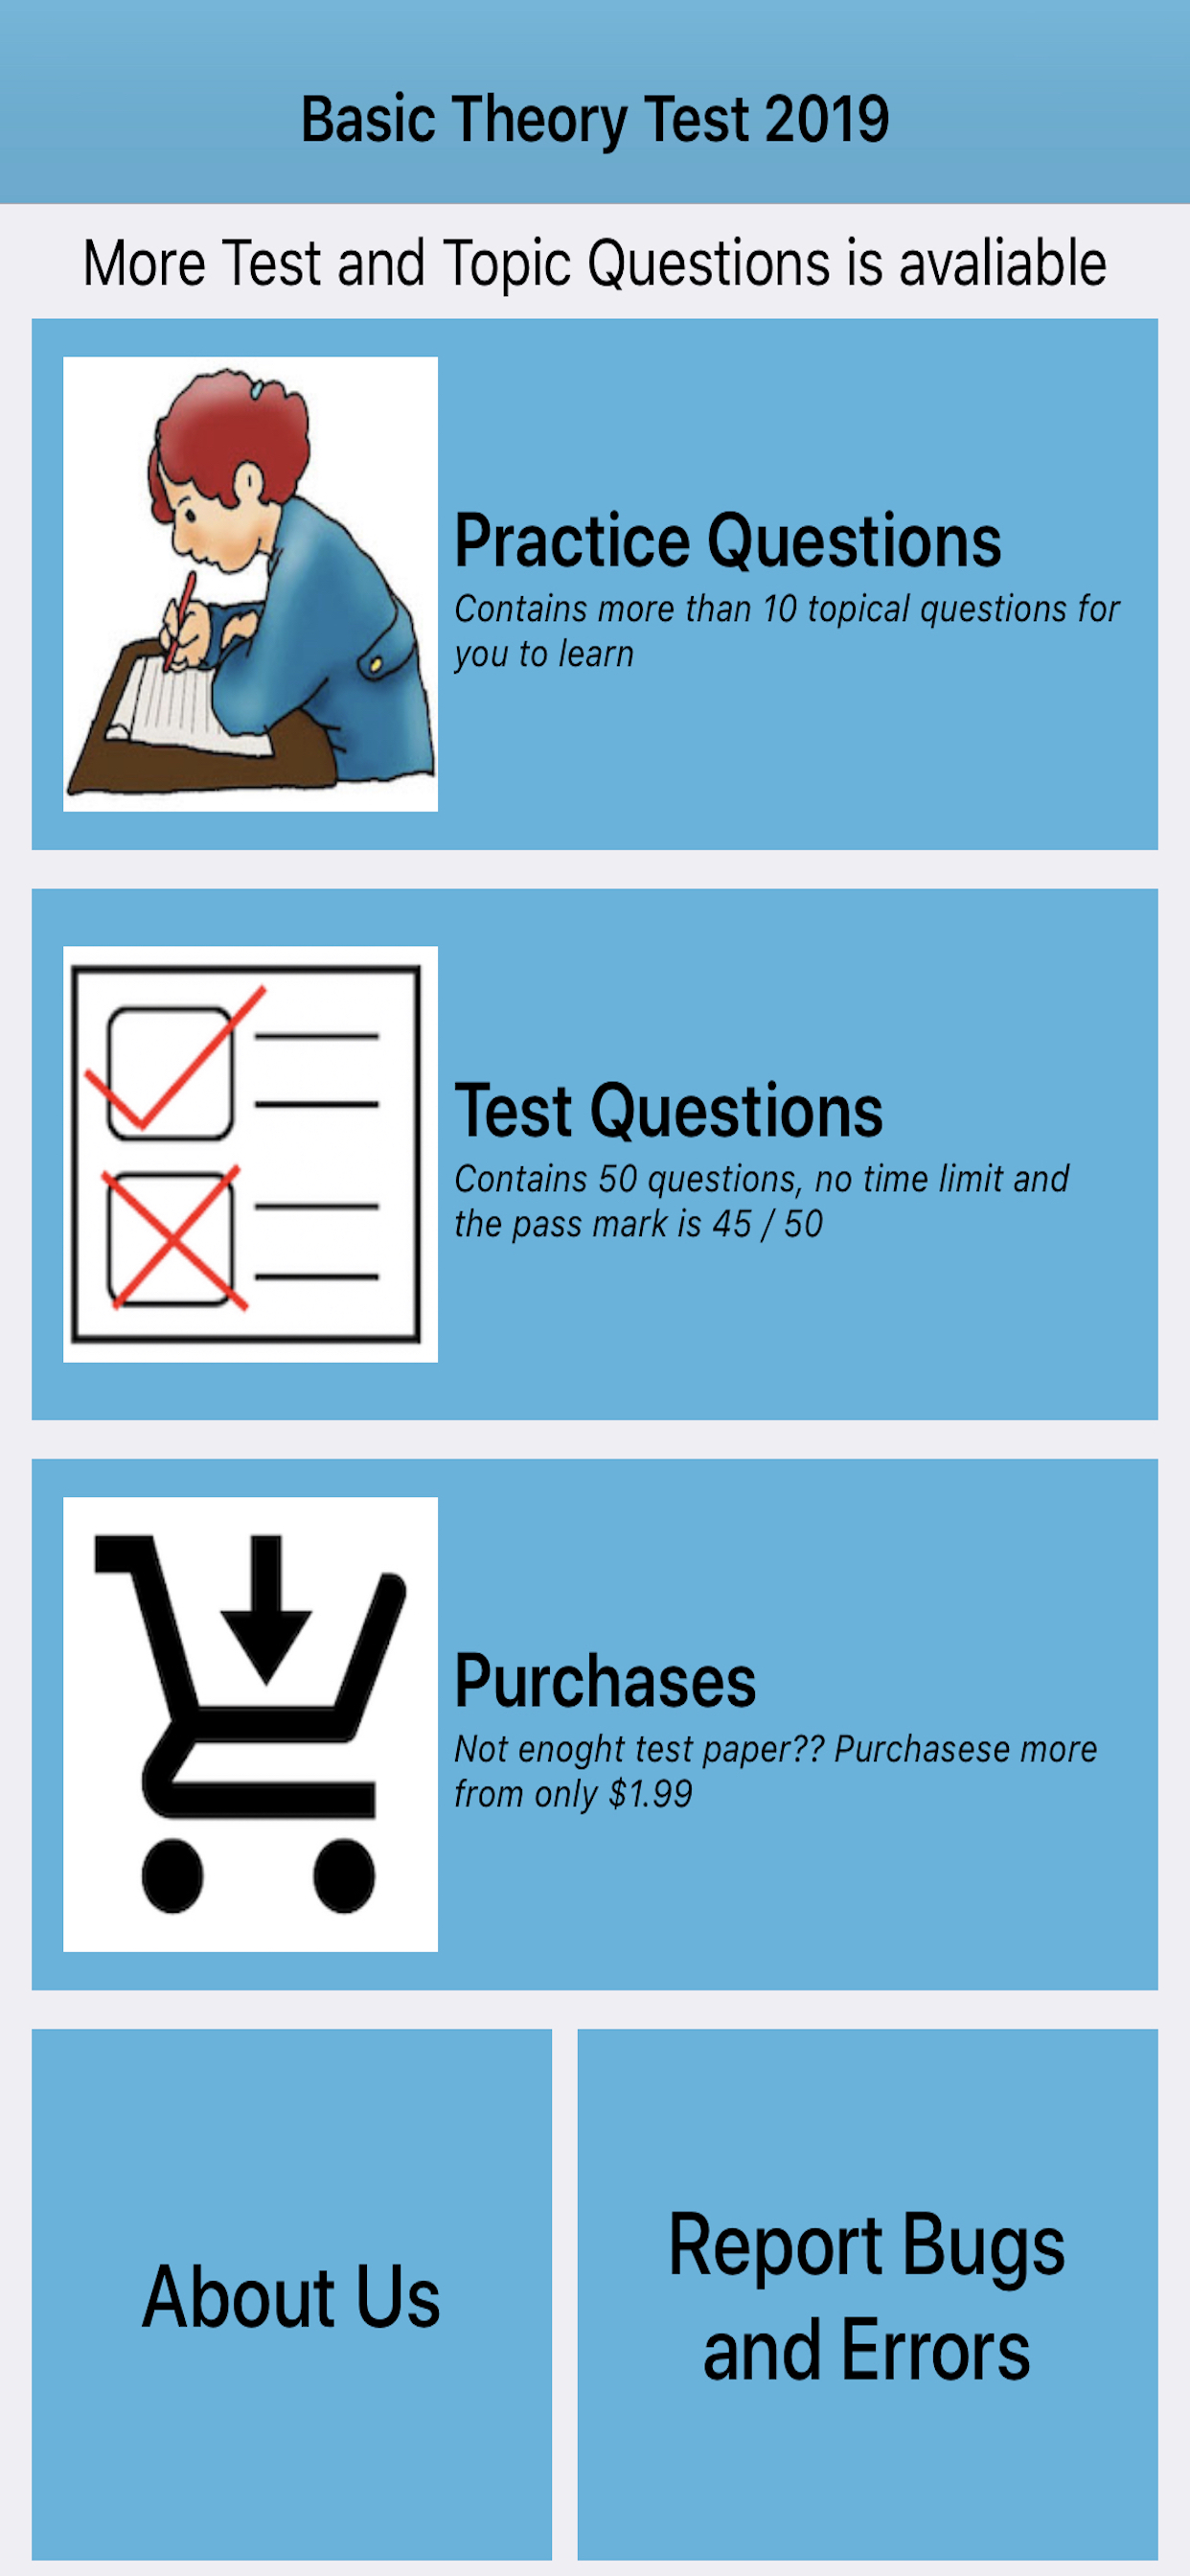 Basic Theory Test 2019
More Test and Topic Questions is avaliable
Practice Questions
Contains more than 10 topical questions for
you to learn
Test Questions
Contains 50 questions, no time limit and
the pass mark is 45 / 50
Purchases
Not enoght test paper?? Purchasese more
from only $1.99
About Us
Report Bugs
and Errors